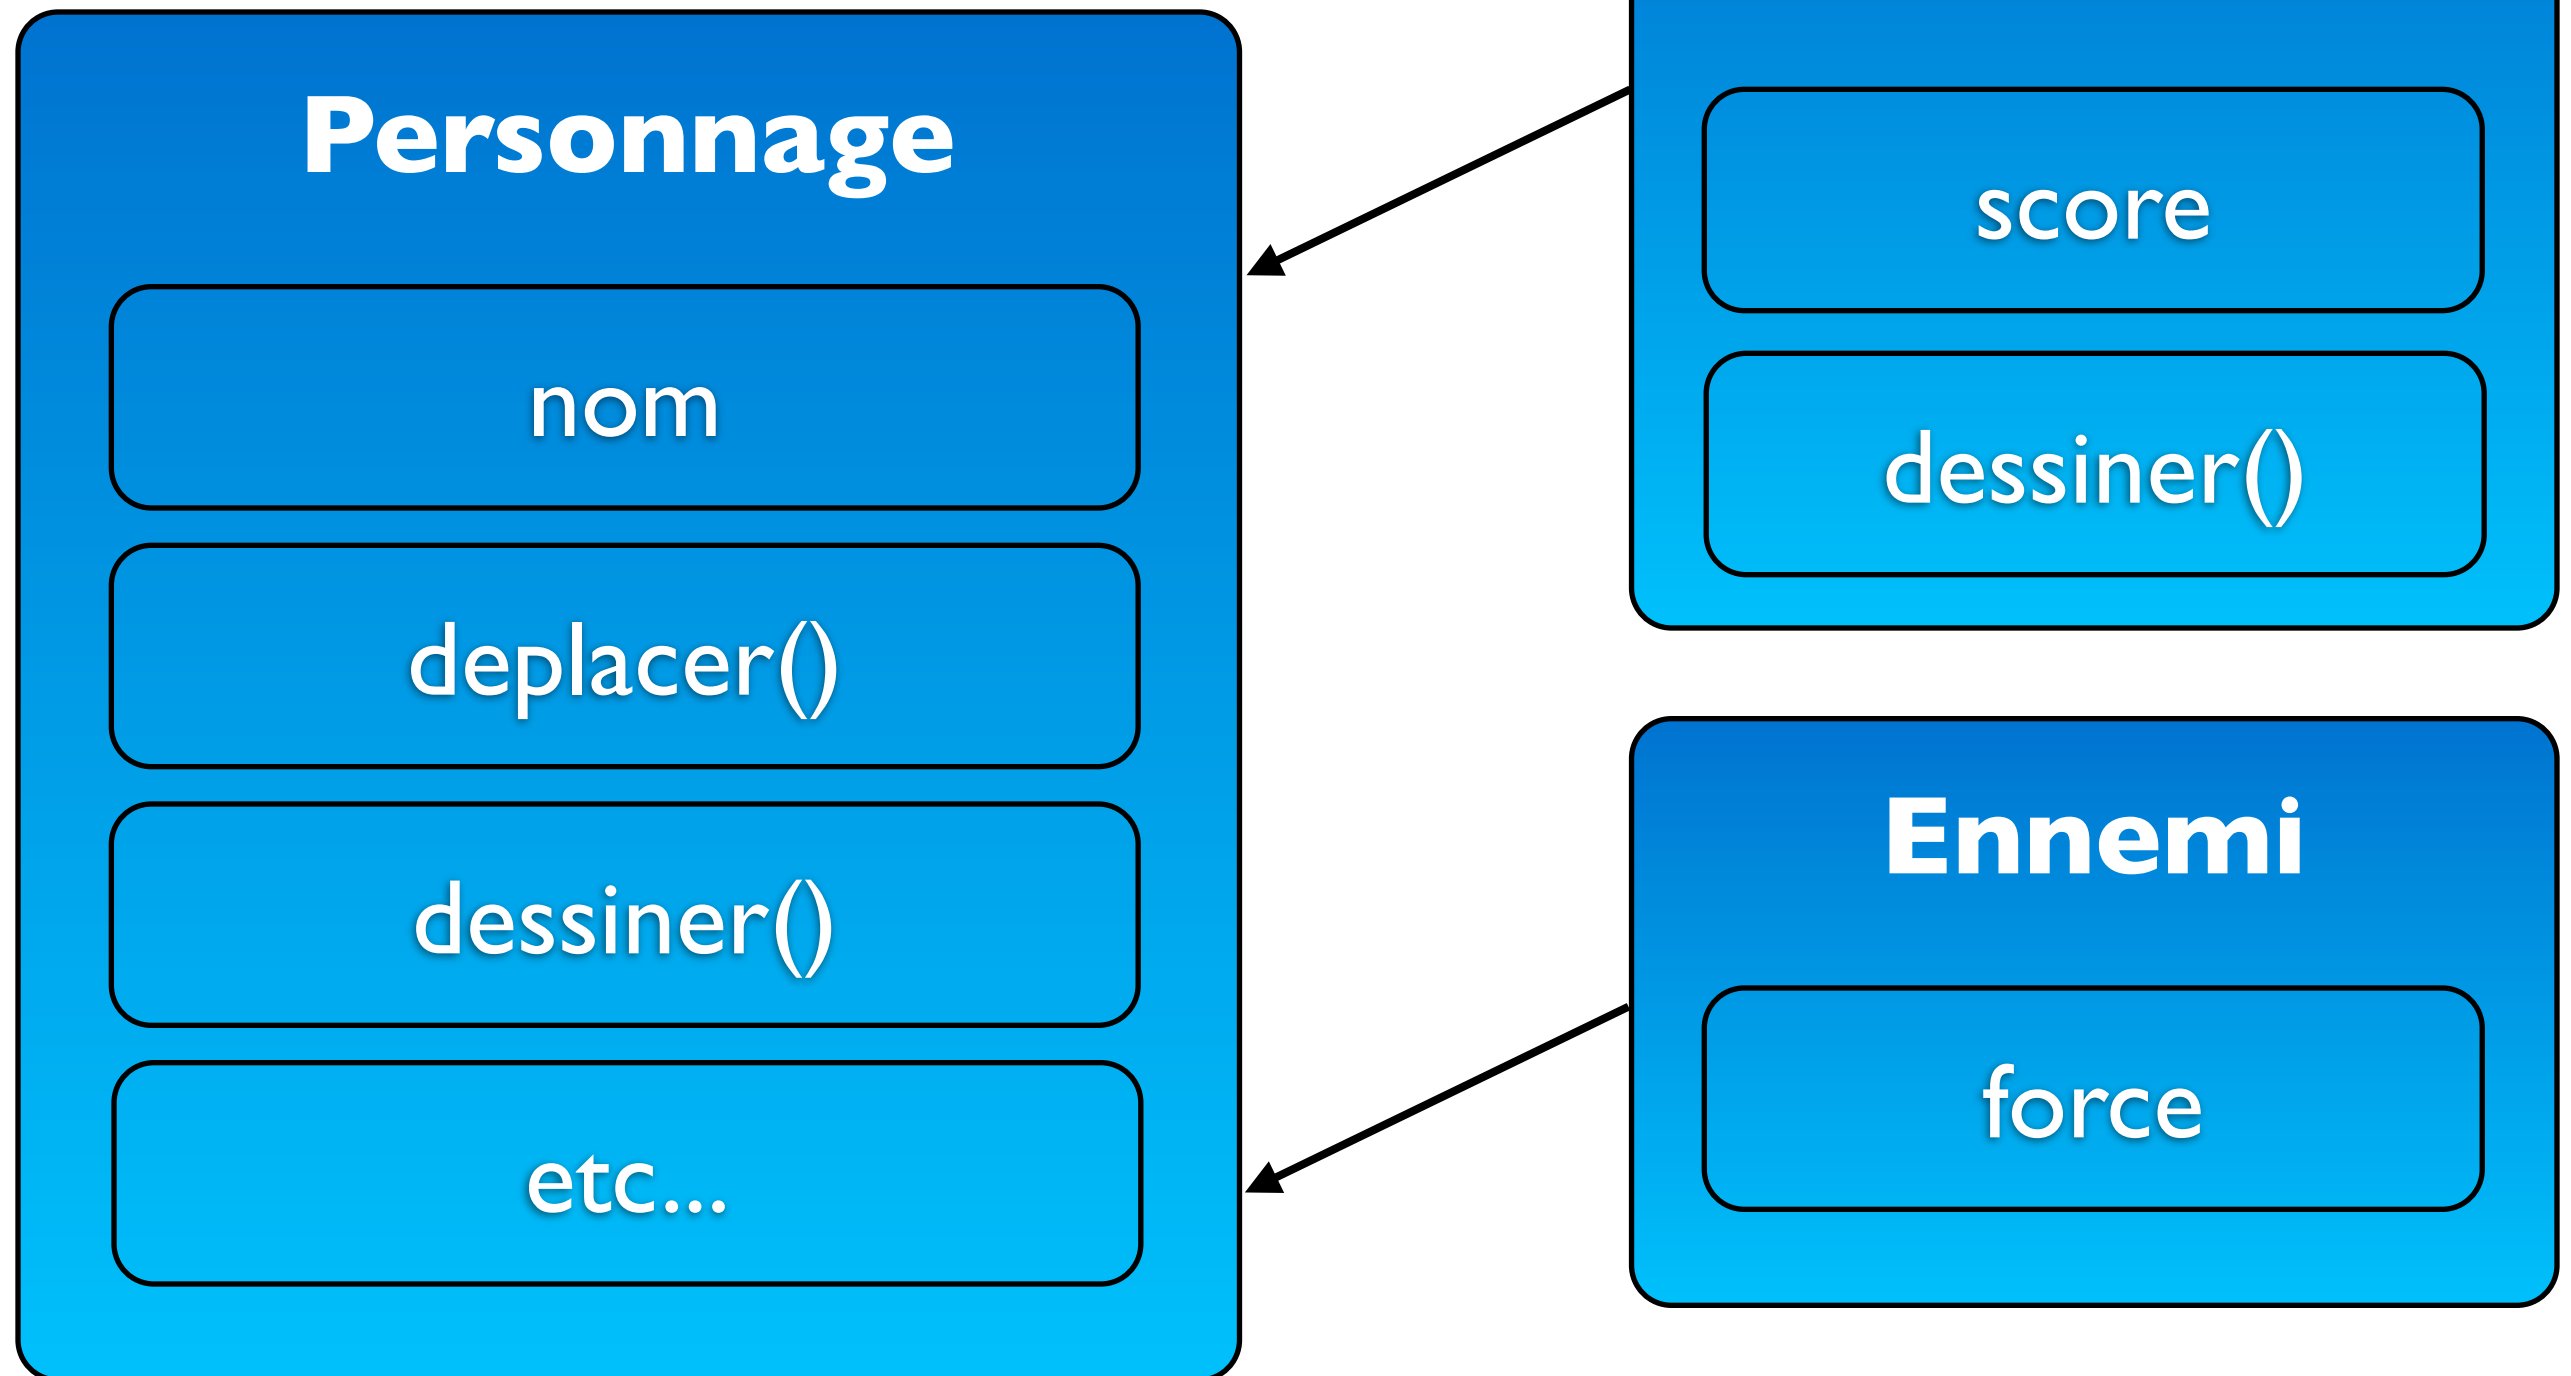 Personnage
nom
deplacer()
dessiner()
etc...
score
dessiner()
Ennemi
force